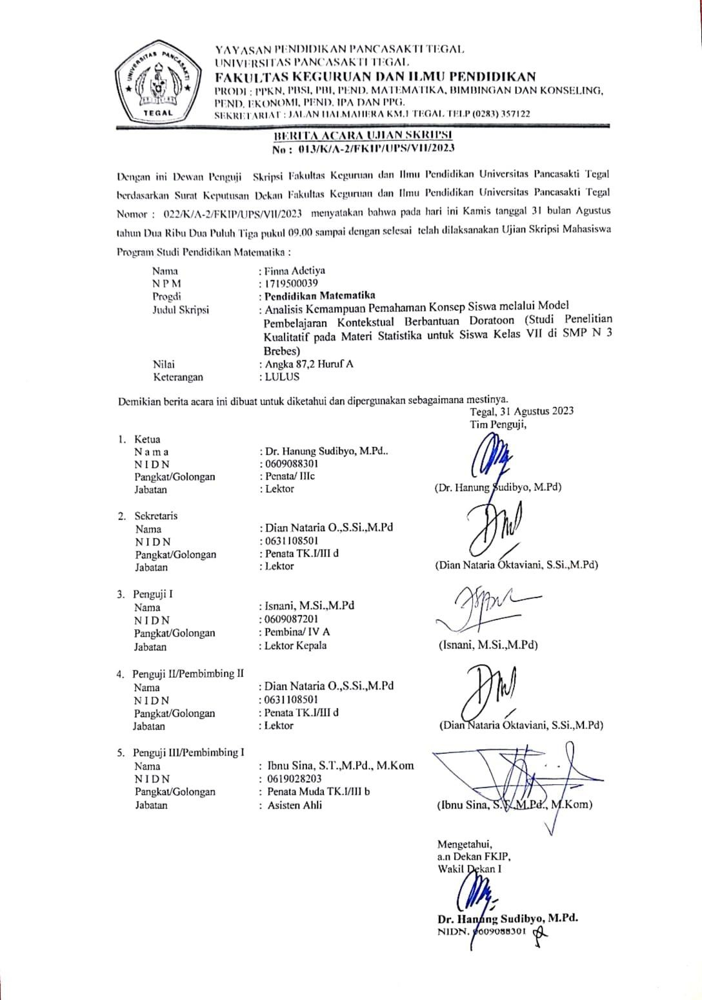 UNIVERSITAS PANCASAKTI
TEGAL
YAYASAN PENDIDIKAN PANCASAKTI TEGAL
UNIVERSITAS PANCASAKTI TEGAL
FAKULTAS KEGURUAN DAN ILMU PENDIDIKAN
PRODI : PPKN, PBSI, PBI, PEND. MATEMATIKA, BIMBINGAN DAN KONSELING,
PEND. EKONOMI, PEND. IPA DAN PPG.
SEKRETARIAT : JALAN HALMAHERA KM.1 TEGAL TELP (0283) 357122
BERITA ACARA UJIAN SKRIPSI
No : 013/K/A-2/FKIP/UPS/VII/2023
Dengan ini Dewan Penguji Skripsi Fakultas Keguruan dan Ilmu Pendidikan Universitas Pancasakti Tegal
berdasarkan Surat Keputusan Dekan Fakultas Keguruan dan Ilmu Pendidikan Universitas Pancasakti Tegal
Nomor : 022/K/A-2/FKIP/UPS/VII/2023 menyatakan bahwa pada hari ini Kamis tanggal 31 bulan Agustus
tahun Dua Ribu Dua Puluh Tiga pukul 09.00 sampai dengan selesai telah dilaksanakan Ujian Skripsi Mahasiswa
Program Studi Pendidikan Matematika :
Nama : Finna Adetiya
N P M : 1719500039
Progdi : Pendidikan Matematika
Judul Skripsi : Analisis Kemampuan Pemahaman Konsep Siswa melalui Model
Pembelajaran Kontekstual Berbantuan Doratoon (Studi Penelitian
Kualitatif pada Materi Statistika untuk Siswa Kelas VII di SMP N 3
Brebes)
Nilai : Angka 87,2 Huruf A
Keterangan : LULUS
Demikian berita acara ini dibuat untuk diketahui dan dipergunakan sebagaimana mestinya.
Tegal, 31 Agustus 2023
Tim Penguji,
1. Ketua
N a m a : Dr. Hanung Sudibyo, M.Pd..
N I D N : 0609088301
Pangkat/Golongan : Penata/ IIIc
Jabatan : Lektor
(Dr. Hanung Sudibyo, M.Pd)
2. Sekretaris
Nama : Dian Nataria O.,S.Si.,M.Pd
N I D N : 0631108501
Pangkat/Golongan : Penata TK.I/III d
Jabatan : Lektor
(Dian Nataria Oktaviani, S.Si.,M.Pd)
3. Penguji I
Nama : Isnani, M.Si.,M.Pd
N I D N : 0609087201
Pangkat/Golongan : Pembina/ IV A
Jabatan : Lektor Kepala
(Isnani, M.Si.,M.Pd)
4. Penguji II/Pembimbing II
Nama : Dian Nataria O.,S.Si.,M.Pd
N I D N : 0631108501
Pangkat/Golongan : Penata TK.I/III d
Jabatan : Lektor
(Dian Nataria Oktaviani, S.Si.,M.Pd)
5. Penguji III/Pembimbing I
Nama : Ibnu Sina, S.T.,M.Pd., M.Kom
N I D N : 0619028203
Pangkat/Golongan : Penata Muda TK.I/III b
Jabatan : Asisten Ahli
(Ibnu Sina, S.T.,M.Pd., M.Kom)
Mengetahui,
a.n Dekan FKIP,
Wakil Dekan I
Dr. Hanung Sudibyo, M.Pd.
NIDN. 0609088301